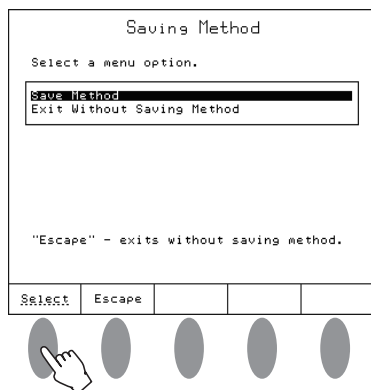 Saving Method
Select a menu option.
Save Method
Exit Without Saving Method
"Escape" - exits without saving method.
Select Escape